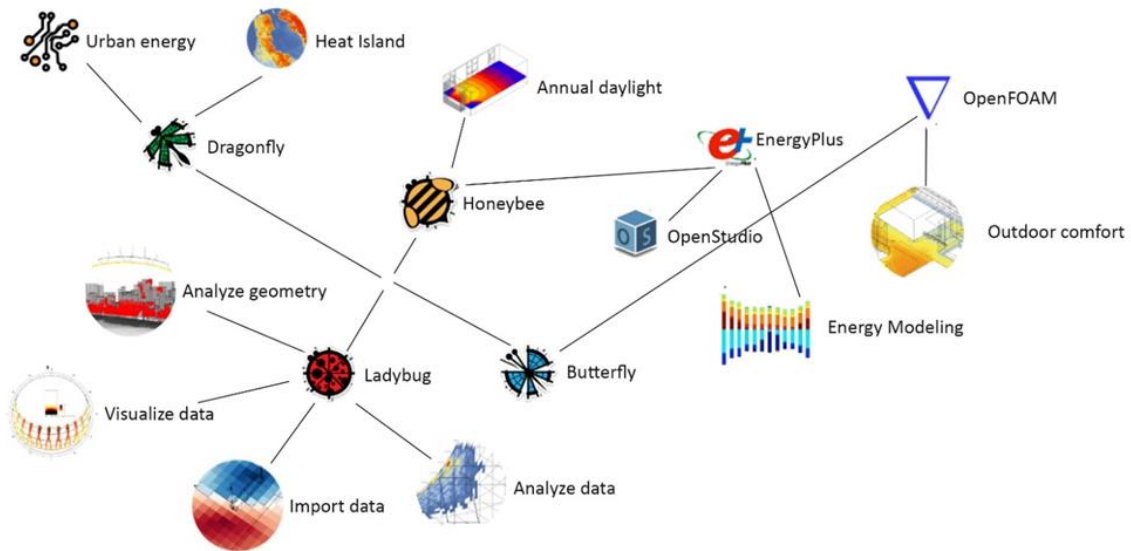 Urban energy
Heat Island
Annual daylight
OpenFOAM
Dragonfly
e+ EnergyPlus
Honeybee
OS OpenStudio
Outdoor comfort
Analyze geometry
Energy Modeling
Ladybug
Butterfly
Visualize data
Import data
Analyze data